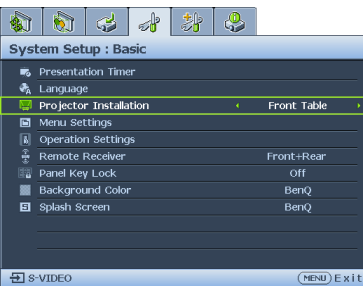 System Setup : Basic
Presentation Timer
Language
Projector Installation Front Table
Menu Settings
Operation Settings
Remote Receiver Front+Rear
Panel Key Lock Off
Background Color BenQ
Splash Screen BenQ
S-VIDEO MENU Exit